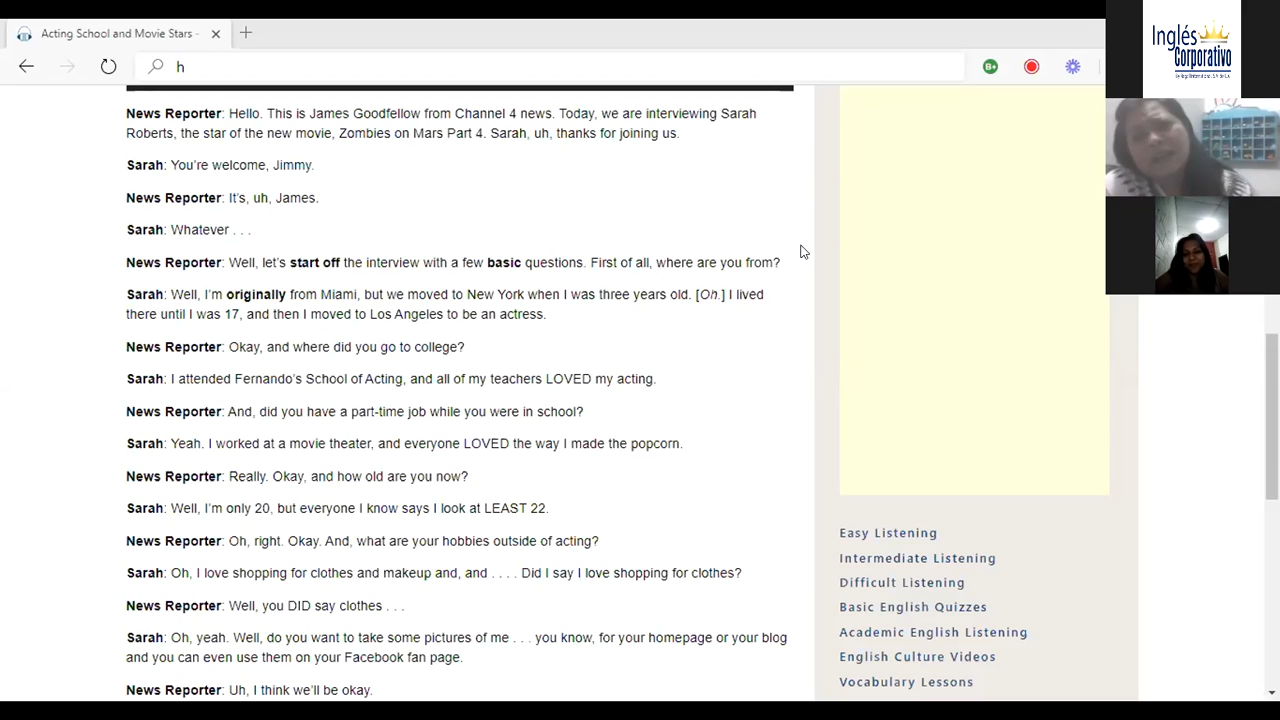 Acting School and Movie Stars -
h
Inglés
Corporativo
News Reporter: Hello. This is James Goodfellow from Channel 4 news. Today, we are interviewing Sarah
Roberts, the star of the new movie, Zombies on Mars Part 4. Sarah, uh, thanks for joining us.
Sarah: You're welcome, Jimmy.
News Reporter: It's, uh, James.
Sarah: Whatever . . .
News Reporter: Well, let's start off the interview with a few basic questions. First of all, where are you from?
Sarah: Well, I'm originally from Miami, but we moved to New York when I was three years old. [Oh.] I lived
there until I was 17, and then I moved to Los Angeles to be an actress.
News Reporter: Okay, and where did you go to college?
Sarah: I attended Fernando's School of Acting, and all of my teachers LOVED my acting.
News Reporter: And, did you have a part-time job while you were in school?
Sarah: Yeah. I worked at a movie theater, and everyone LOVED the way I made the popcorn.
News Reporter: Really. Okay, and how old are you now?
Sarah: Well, I'm only 20, but everyone I know says I look at LEAST 22.
News Reporter: Oh, right. Okay. And, what are your hobbies outside of acting?
Sarah: Oh, I love shopping for clothes and makeup and, and . . . . Did I say I love shopping for clothes?
News Reporter: Well, you DID say clothes . . .
Sarah: Oh, yeah. Well, do you want to take some pictures of me . . . you know, for your homepage or your blog
and you can even use them on your Facebook fan page.
News Reporter: Uh, I think we'll be okay.
Easy Listening
Intermediate Listening
Difficult Listening
Basic English Quizzes
Academic English Listening
English Culture Videos
Vocabulary Lessons